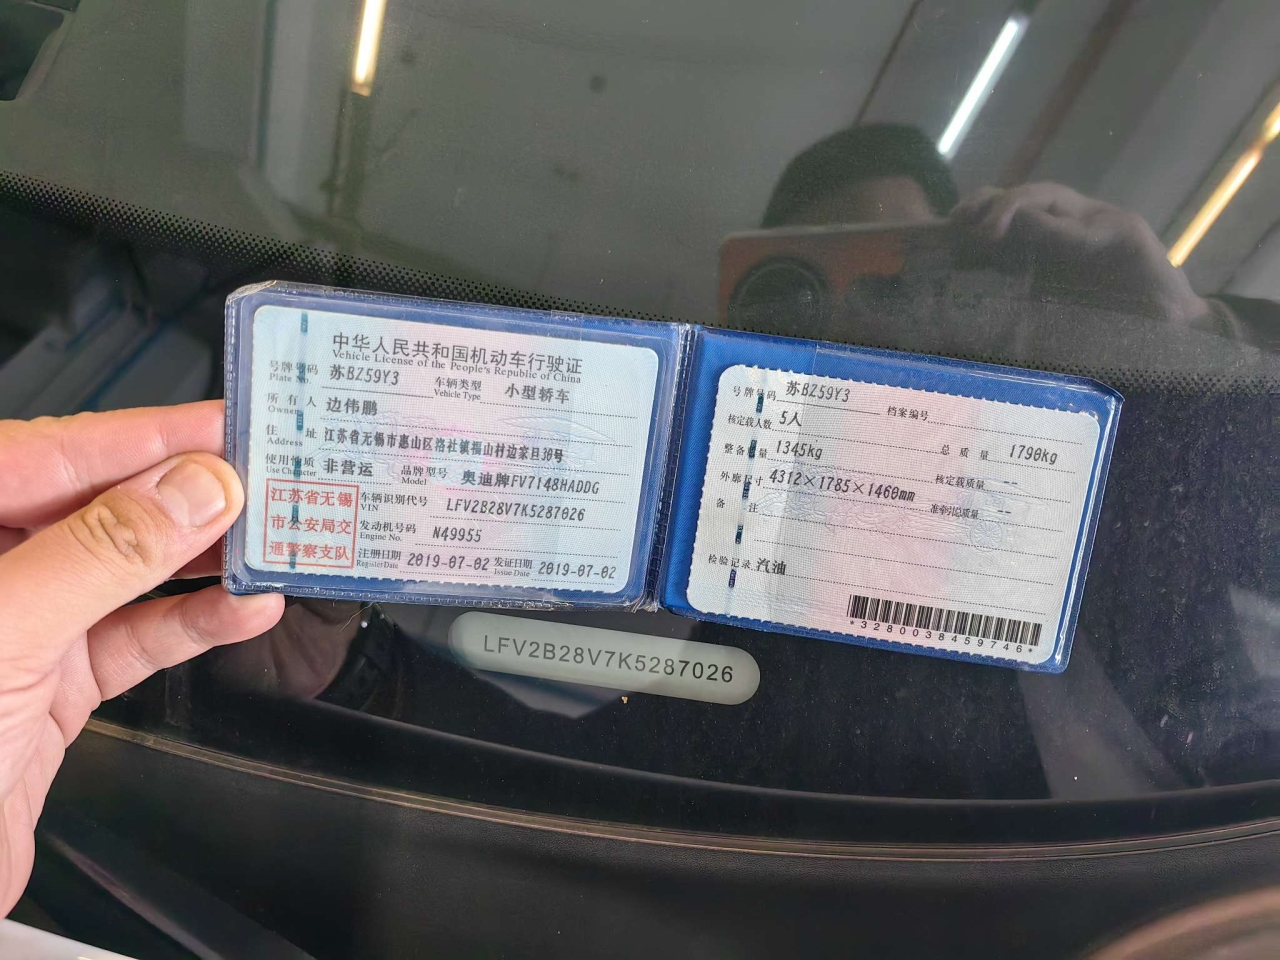 中华人民共和国机动车行驶证
Vehicle License of the People's Republic of China
号牌号码 苏BZ59Y3 车辆类型 小型轿车
Plate No. Vehicle Type
所有人 边伟鹏
Owner
住址 江苏省无锡市惠山区洛社镇福山村边家旦38号
Address
使用性质 非营运 品牌型号 奥迪牌FV7148HADDG
Use Character Model
江苏省无锡
市公安局交
通警察支队
车辆识别代号 LFV2B28V7K5287026
VIN
发动机号码 N49955
Engine No.
注册日期 2019-07-02 发证日期 2019-07-02
Register Date Issue Date
号牌号码 苏BZ59Y3 档案编号
核定载人数 5人 总质量 1790kg
整备质量 1345kg 核定载质量 --
外廓尺寸 4312×1785×1460mm 准牵引总质量 --
备注
检验记录 汽油
*3280038459746*
LFV2B28V7K5287026